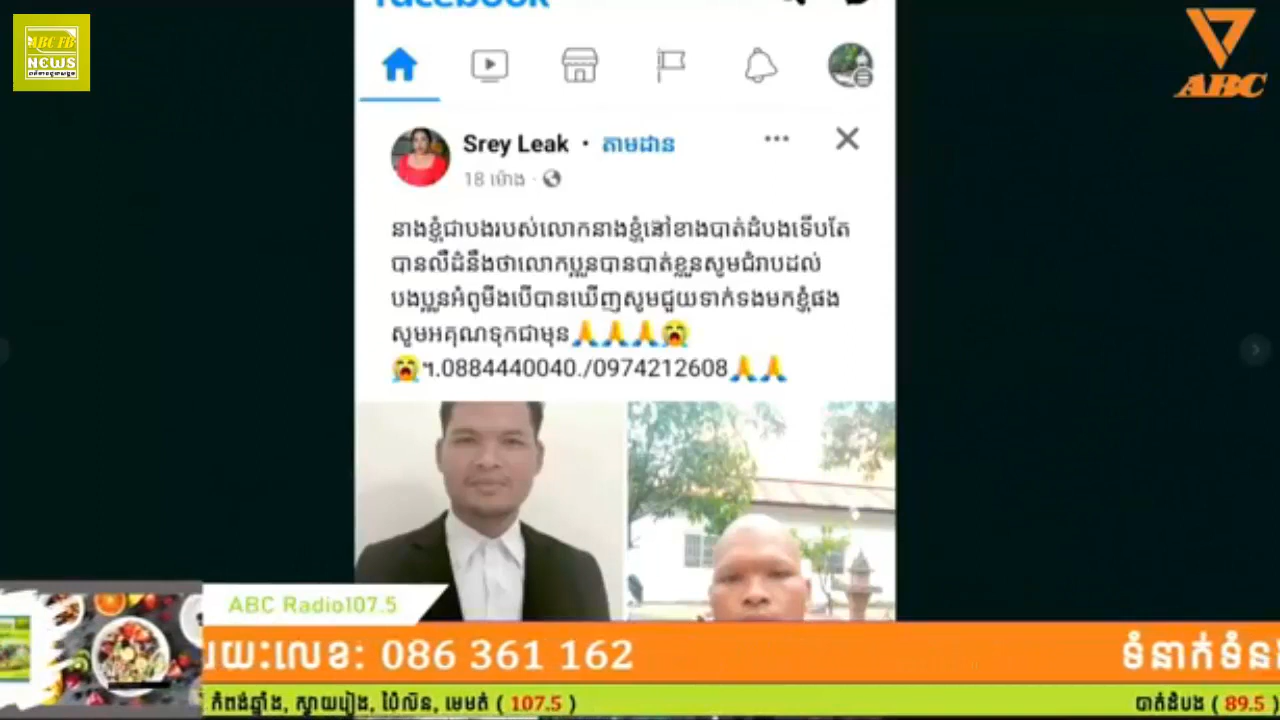 facebook
ABC FB
NEWS
ABC
Srey Leak · តាមដាន
18 ម៉ោង ·
នាងខ្ញុំជាបងរបស់លោកនាងខ្ញុំនៅខាងបាត់ដំបងទើបតែ
បានលឺដំនឹងថាលោកប្អូនបានបាត់ខ្លួនសូមជំរាបដល់
បងប្អូនអំពូមីងបើបានឃើញសូមជួយទាក់ទងមកខ្ញុំផង
សូមអគុណទុកជាមុន🙏🙏🙏😭
😭។.0884440040./0974212608🙏🙏
ABC Radio107.5
រយៈលេខ: 086 361 162 ទំនាក់ទំនង
កំពង់ឆ្នាំង, ស្វាយរៀង, ប៉ៃលិន, មេមត់ ( 107.5 ) បាត់ដំបង ( 89.5 )